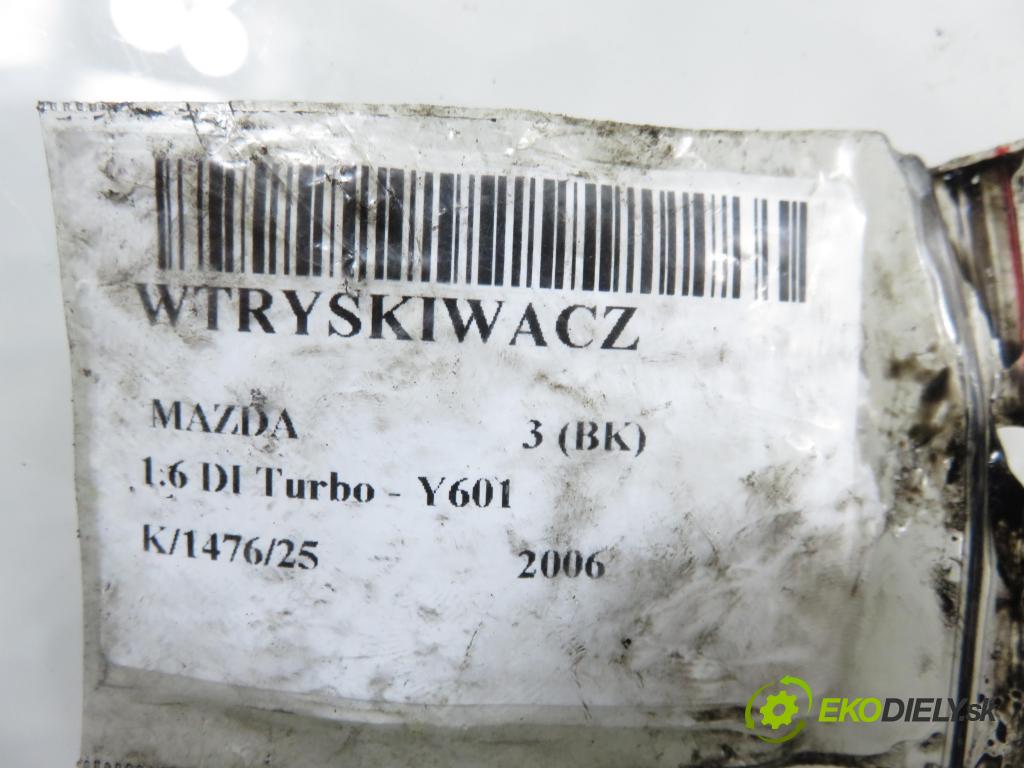 WTRYSKIWACZ
MAZDA 3 (BK)
1.6 DI Turbo - Y601
K/1476/25 2006
EKODIELY.sk